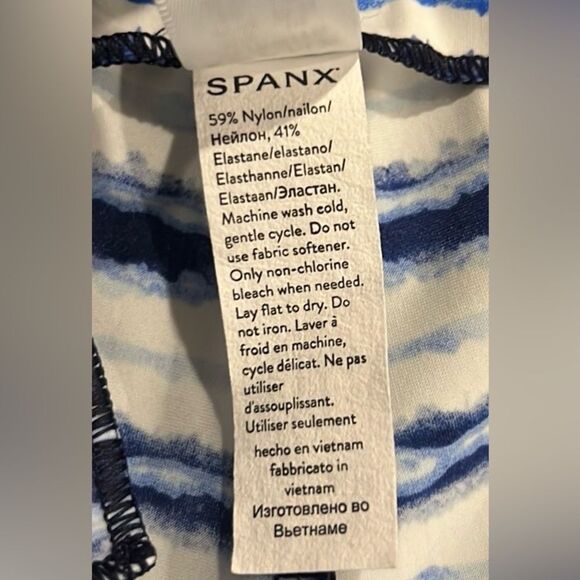 SPANX
59% Nylon/nailon/
Нейлон, 41%
Elastane/elastano/
Elasthanne/Elastan/
Elastaan/Эластан.
Machine wash cold,
gentle cycle. Do not
use fabric softener.
Only non-chlorine
bleach when needed.
Lay flat to dry. Do
not iron. Laver à
froid en machine,
cycle délicat. Ne pas
utiliser
d'assouplissant.
Utiliser seulement
hecho en vietnam
fabbricato in
vietnam
Изготовлено во
Вьетнаме